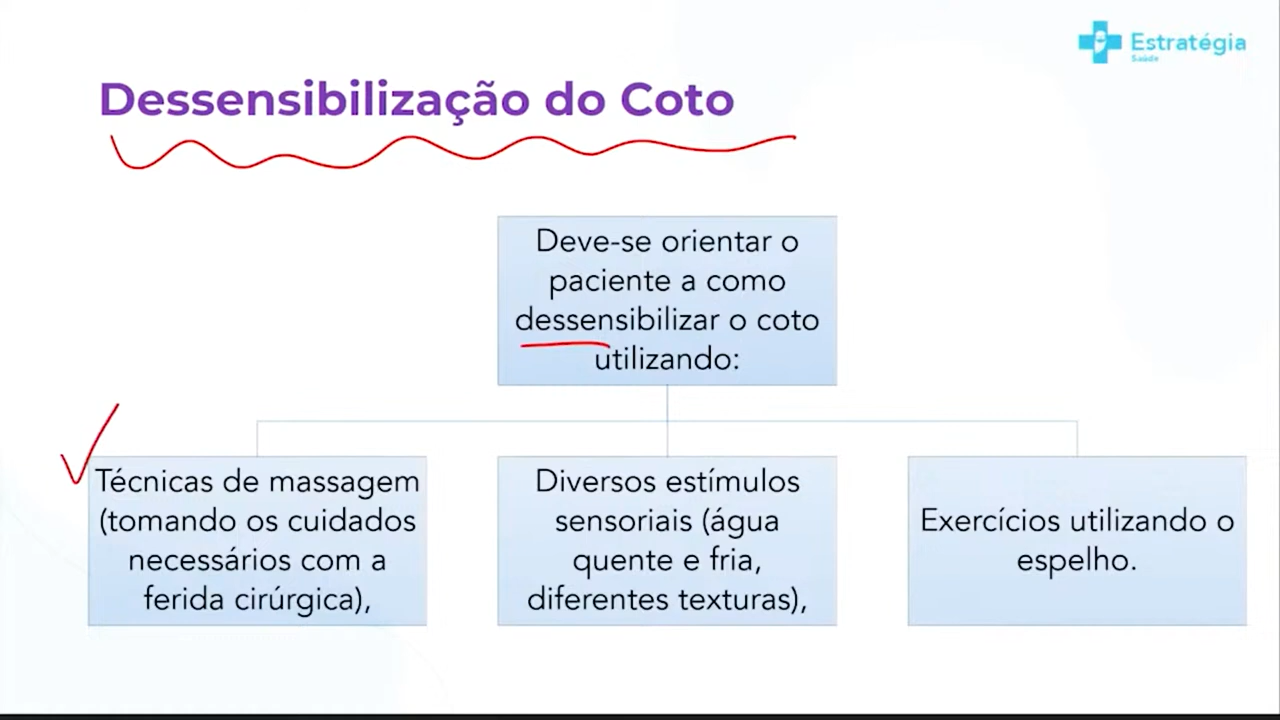 Estratégia
Saúde
Dessensibilização do Coto
Deve-se orientar o
paciente a como
dessensibilizar o coto
utilizando:
Técnicas de massagem
(tomando os cuidados
necessários com a
ferida cirúrgica),
Diversos estímulos
sensoriais (água
quente e fria,
diferentes texturas),
Exercícios utilizando o
espelho.